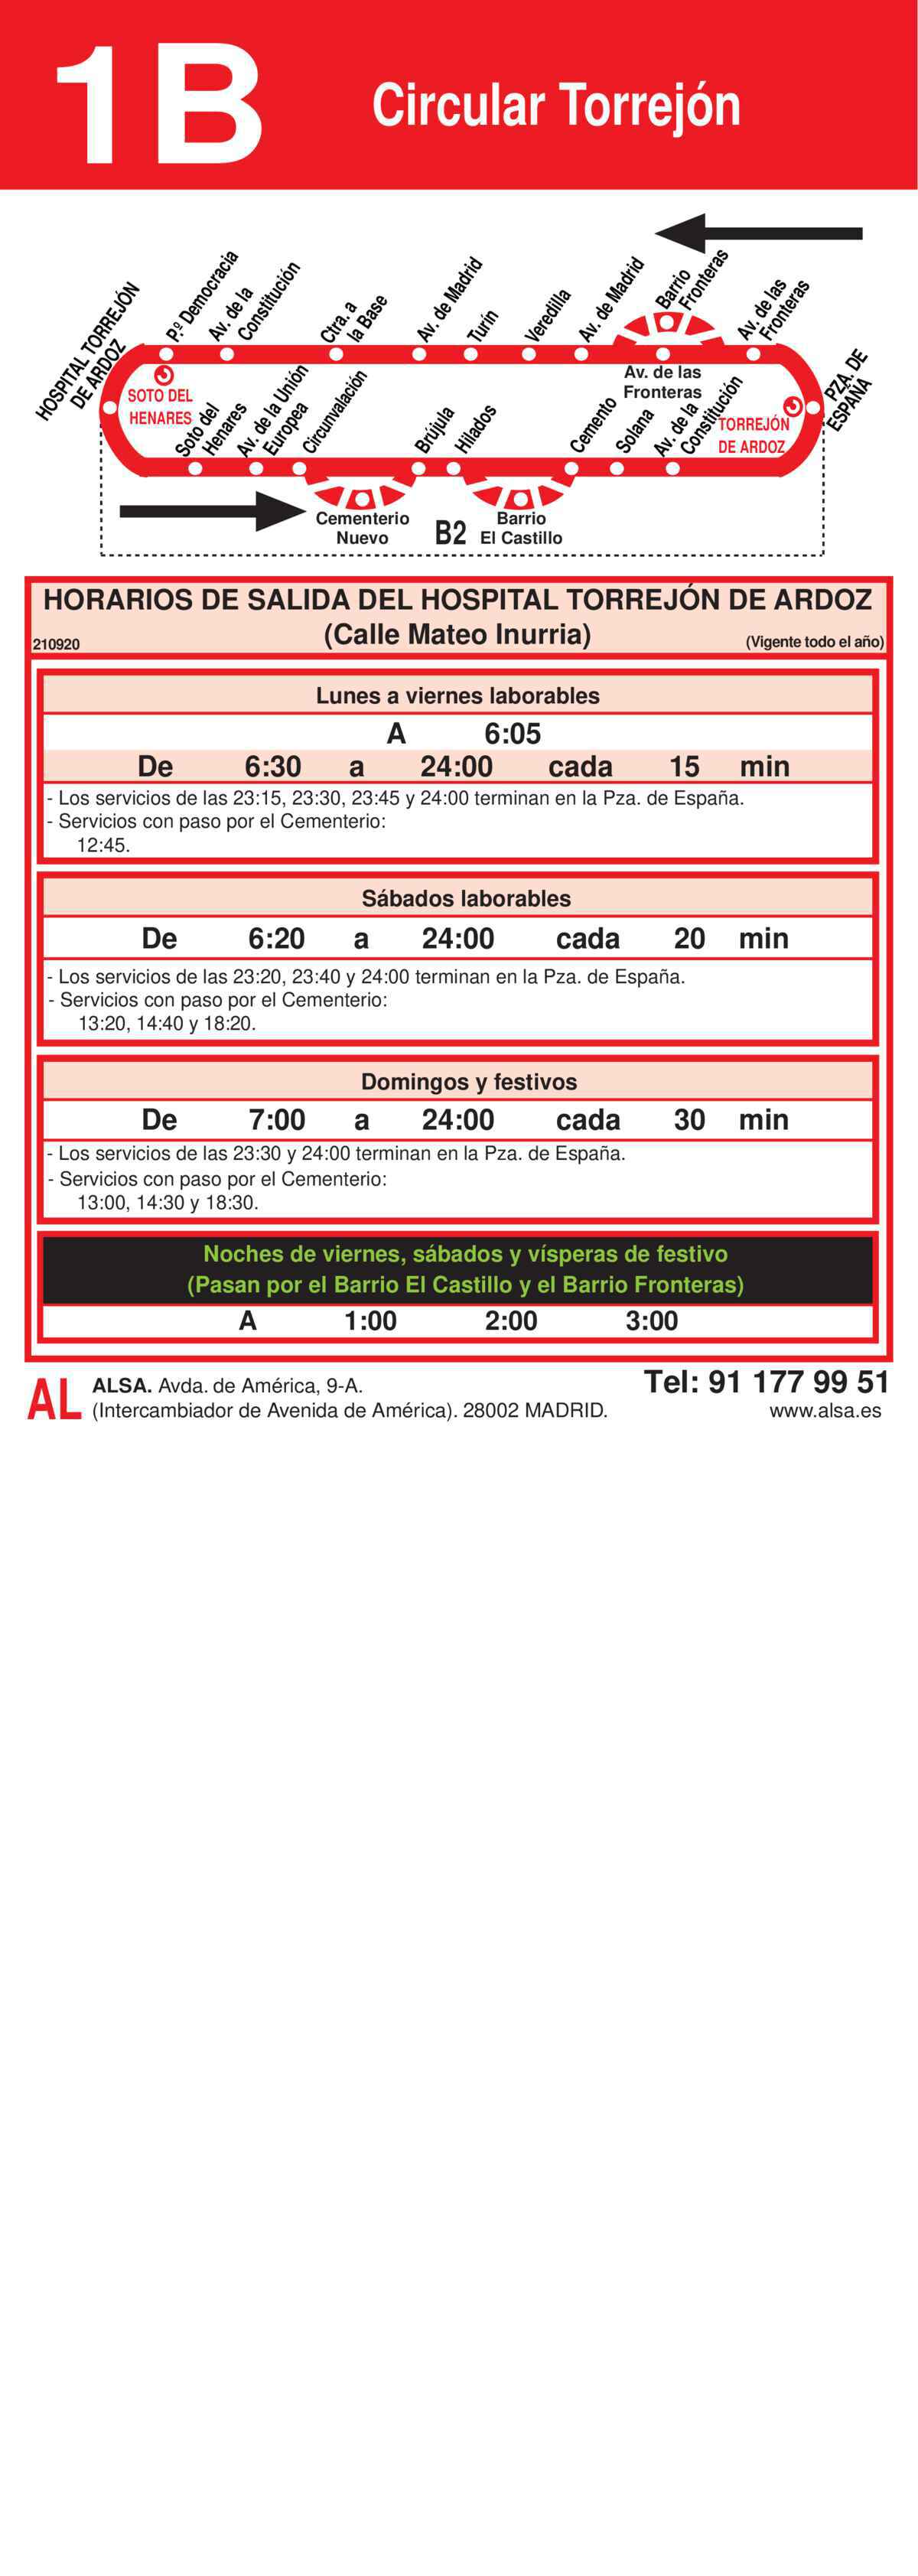 1B
Circular Torrejón
HOSPITAL TORREJÓN
DE ARDOZ
P.º Democracia
Av. de la
Constitución
Ctra. a
la Base
Av. de Madrid
Turín
Veredilla
Av. de Madrid
Barrio
Fronteras
Av. de las
Fronteras
PZA. DE
ESPAÑA
Av. de las
Fronteras
SOTO DEL
HENARES
Soto del
Henares
Av. de la Unión
Europea
Circunvalación
Brújula
Hilados
Cemento
Solana
Av. de la
Constitución
TORREJÓN
DE ARDOZ
Cementerio
Nuevo
B2
Barrio
El Castillo
HORARIOS DE SALIDA DEL HOSPITAL TORREJÓN DE ARDOZ
(Calle Mateo Inurria)
210920
(Vigente todo el año)
Lunes a viernes laborables
A 6:05
De 6:30 a 24:00 cada 15 min
- Los servicios de las 23:15, 23:30, 23:45 y 24:00 terminan en la Pza. de España.
- Servicios con paso por el Cementerio:
12:45.
Sábados laborables
De 6:20 a 24:00 cada 20 min
- Los servicios de las 23:20, 23:40 y 24:00 terminan en la Pza. de España.
- Servicios con paso por el Cementerio:
13:20, 14:40 y 18:20.
Domingos y festivos
De 7:00 a 24:00 cada 30 min
- Los servicios de las 23:30 y 24:00 terminan en la Pza. de España.
- Servicios con paso por el Cementerio:
13:00, 14:30 y 18:30.
Noches de viernes, sábados y vísperas de festivo
(Pasan por el Barrio El Castillo y el Barrio Fronteras)
A 1:00 2:00 3:00
AL
ALSA. Avda. de América, 9-A.
(Intercambiador de Avenida de América). 28002 MADRID.
Tel: 91 177 99 51
www.alsa.es